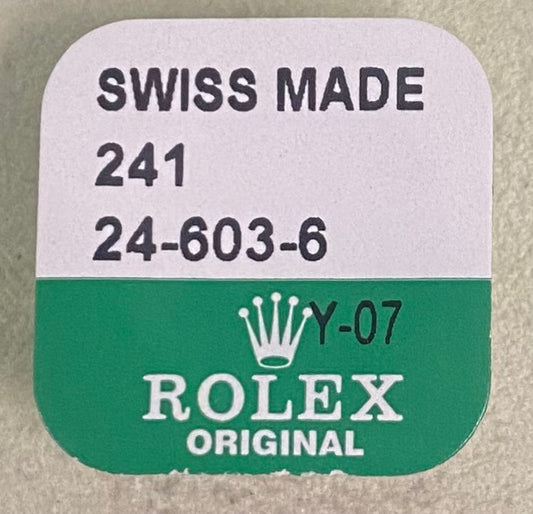 SWISS MADE
241
24-603-6
Y-07
ROLEX
ORIGINAL